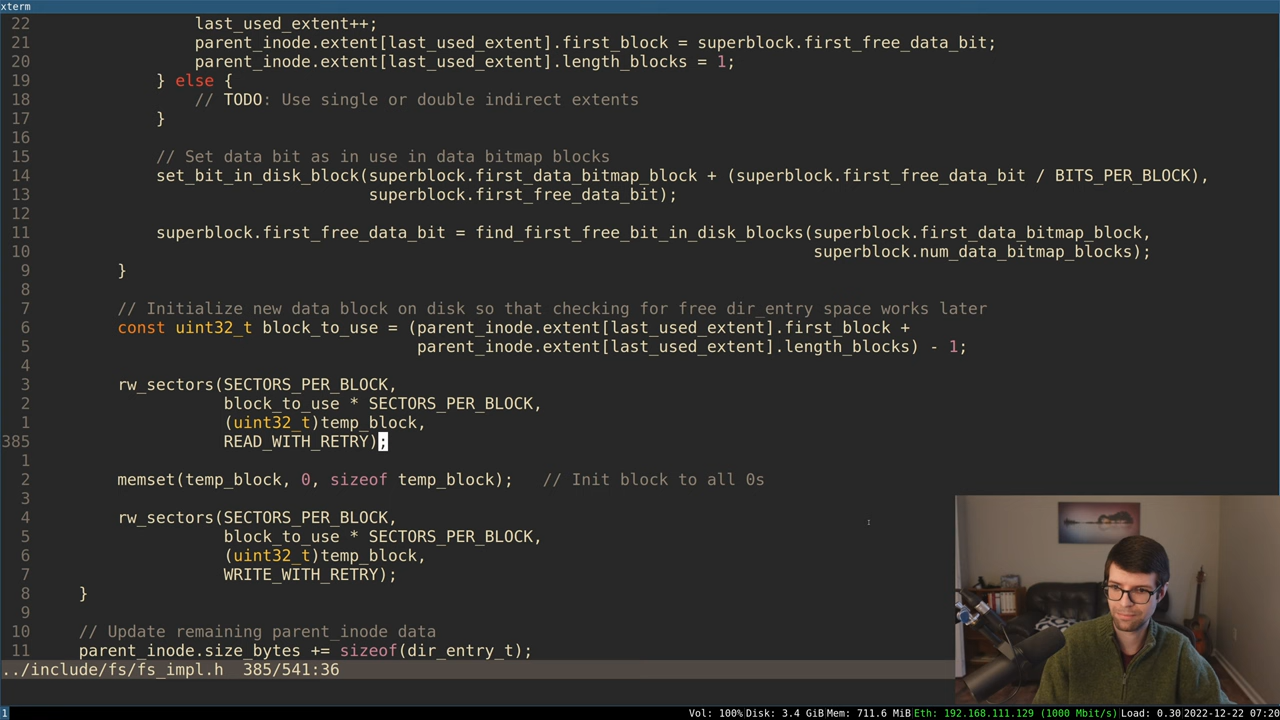 xterm
22                 last_used_extent++;
21                 parent_inode.extent[last_used_extent].first_block = superblock.first_free_data_bit;
20                 parent_inode.extent[last_used_extent].length_blocks = 1;
19             } else {
18                 // TODO: Use single or double indirect extents
17             }
16
15             // Set data bit as in use in data bitmap blocks
14             set_bit_in_disk_block(superblock.first_data_bitmap_block + (superblock.first_free_data_bit / BITS_PER_BLOCK),
13                                   superblock.first_free_data_bit);
12
11             superblock.first_free_data_bit = find_first_free_bit_in_disk_blocks(superblock.first_data_bitmap_block,
10                                                                                 superblock.num_data_bitmap_blocks);
9         }
8
7         // Initialize new data block on disk so that checking for free dir_entry space works later
6         const uint32_t block_to_use = (parent_inode.extent[last_used_extent].first_block +
5                                        parent_inode.extent[last_used_extent].length_blocks) - 1;
4
3         rw_sectors(SECTORS_PER_BLOCK,
2                    block_to_use * SECTORS_PER_BLOCK,
1                    (uint32_t)temp_block,
385                    READ_WITH_RETRY);
1
2         memset(temp_block, 0, sizeof temp_block);   // Init block to all 0s
3
4         rw_sectors(SECTORS_PER_BLOCK,
5                    block_to_use * SECTORS_PER_BLOCK,
6                    (uint32_t)temp_block,
7                    WRITE_WITH_RETRY);
8     }
9
10     // Update remaining parent_inode data
11     parent_inode.size_bytes += sizeof(dir_entry_t);
../include/fs/fs_impl.h  385/541:36
1 Vol: 100% Disk: 3.4 GiB Mem: 711.6 MiB Eth: 192.168.111.129 (1000 Mbit/s) Load: 0.30 2022-12-22 07:20